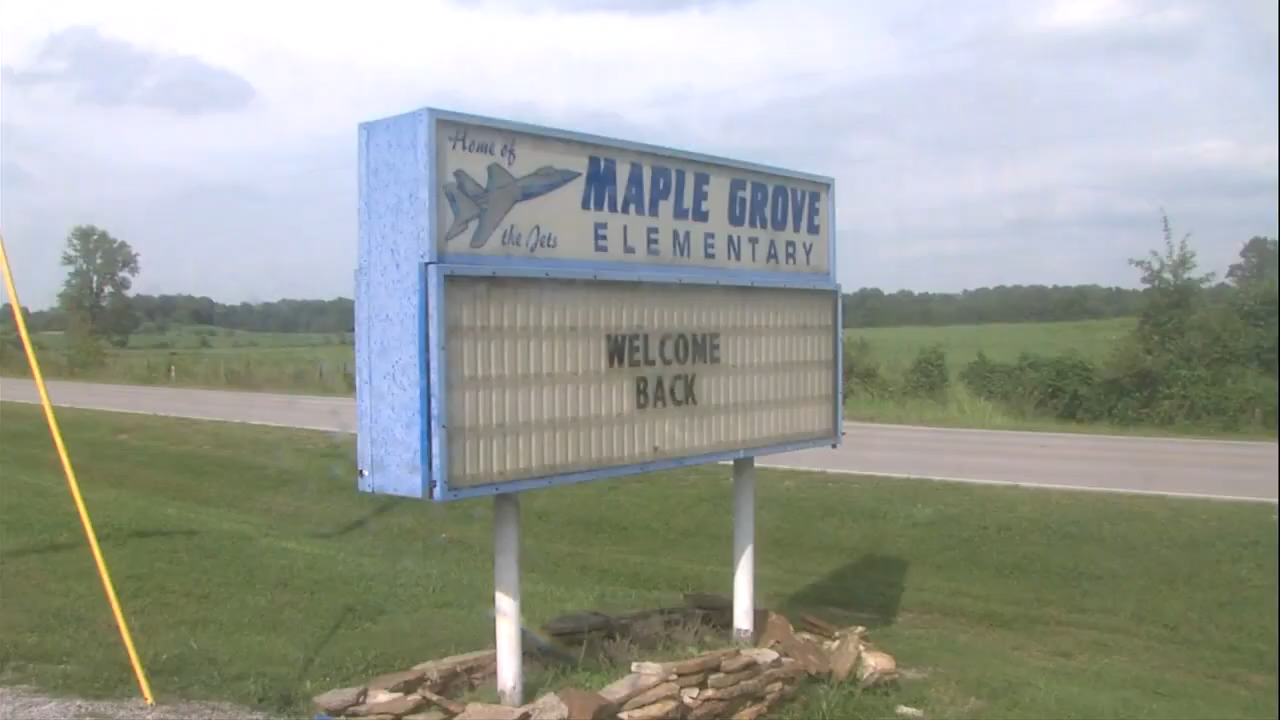 Home of
the Jets
MAPLE GROVE
ELEMENTARY
WELCOME
BACK